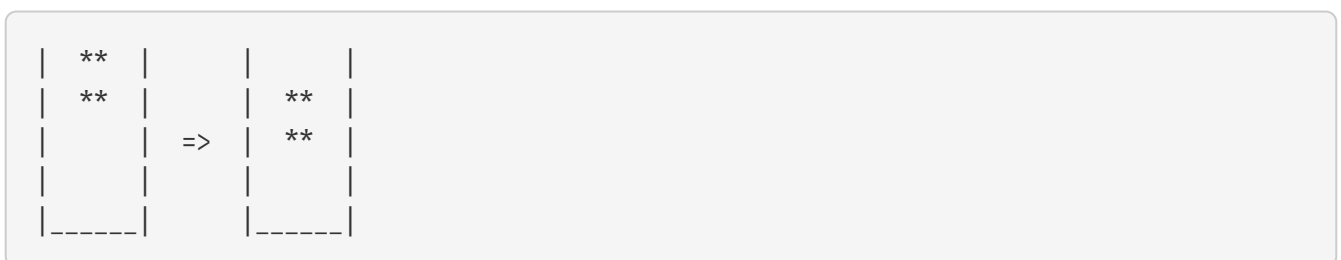 |  **  |      |      |
|  **  |      |  **  |
|      |  =>  |  **  |
|      |      |      |
|______|      |______|